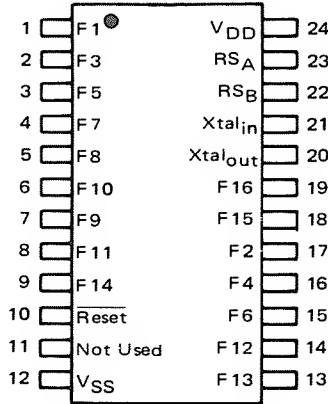 1 F1 VDD 24
2 F3 RSA 23
3 F5 RSB 22
4 F7 Xtalin 21
5 F8 Xtalout 20
6 F10 F16 19
7 F9 F15 18
8 F11 F2 17
9 F14 F4 16
10 Reset F6 15
11 Not Used F12 14
12 VSS F13 13